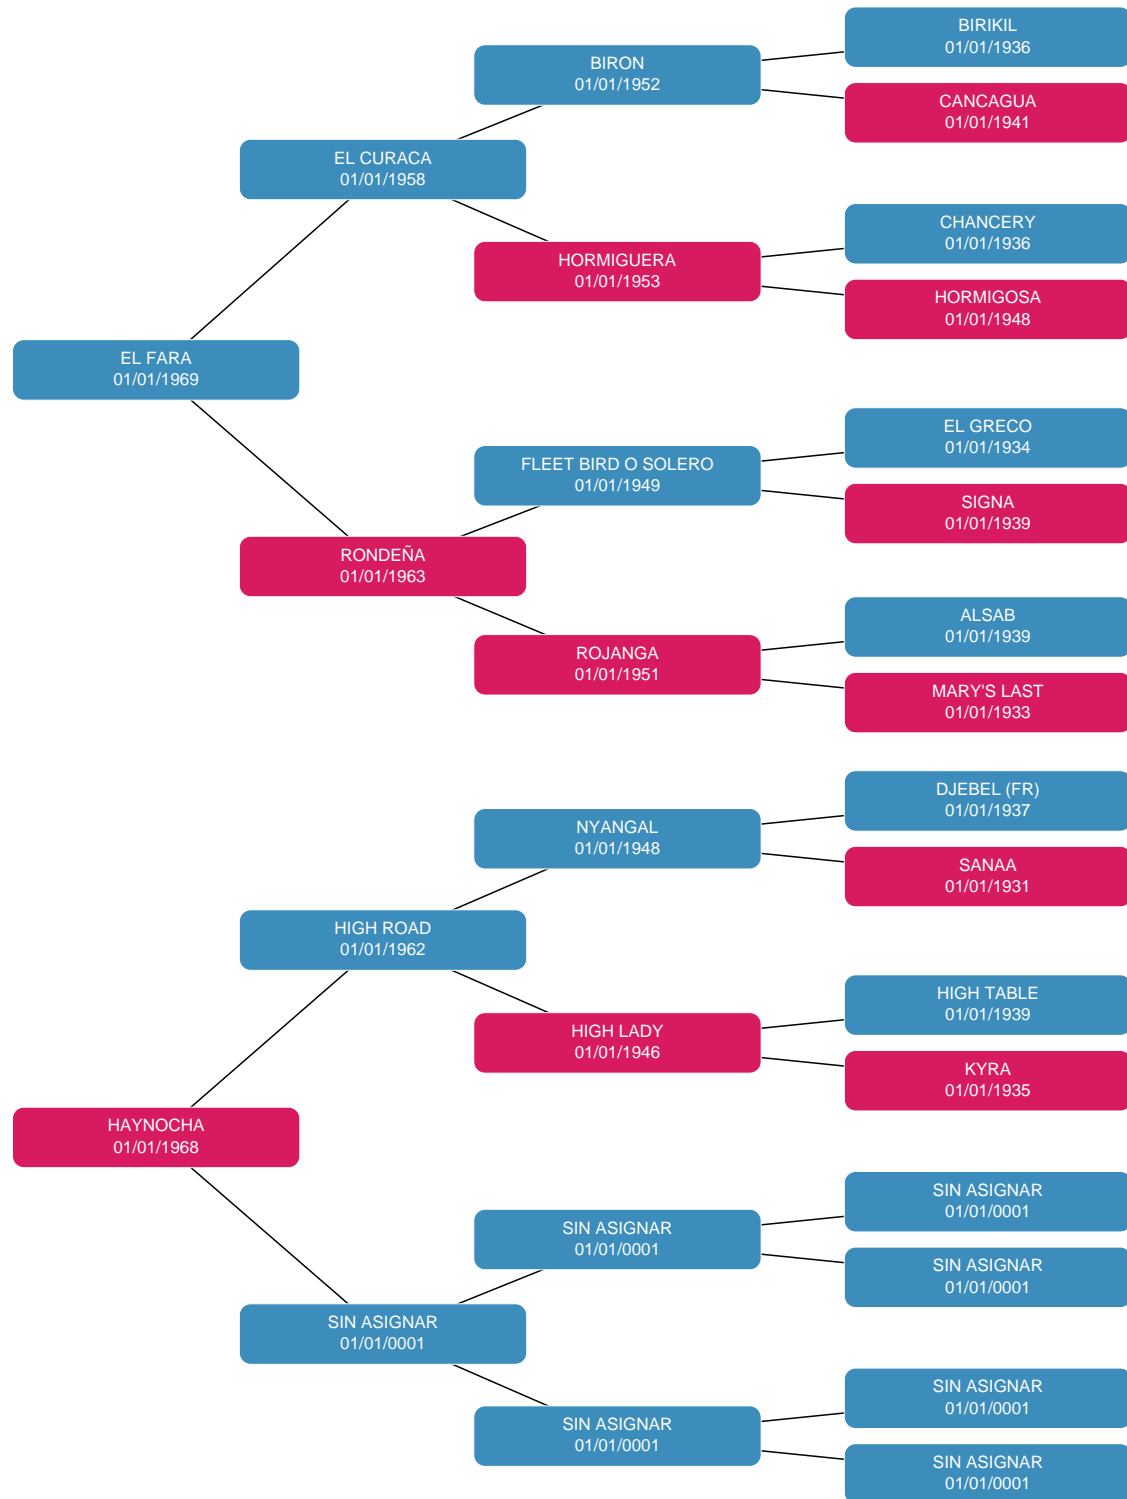 BIRIKIL
01/01/1936
BIRON
01/01/1952
CANCAGUA
01/01/1941
EL CURACA
01/01/1958
CHANCERY
01/01/1936
HORMIGUERA
01/01/1953
HORMIGOSA
01/01/1948
EL FARA
01/01/1969
EL GRECO
01/01/1934
FLEET BIRD O SOLERO
01/01/1949
SIGNA
01/01/1939
RONDEÑA
01/01/1963
ALSAB
01/01/1939
ROJANGA
01/01/1951
MARY'S LAST
01/01/1933
DJEBEL (FR)
01/01/1937
NYANGAL
01/01/1948
SANAA
01/01/1931
HIGH ROAD
01/01/1962
HIGH TABLE
01/01/1939
HIGH LADY
01/01/1946
KYRA
01/01/1935
HAYNOCHA
01/01/1968
SIN ASIGNAR
01/01/0001
SIN ASIGNAR
01/01/0001
SIN ASIGNAR
01/01/0001
SIN ASIGNAR
01/01/0001
SIN ASIGNAR
01/01/0001
SIN ASIGNAR
01/01/0001
SIN ASIGNAR
01/01/0001